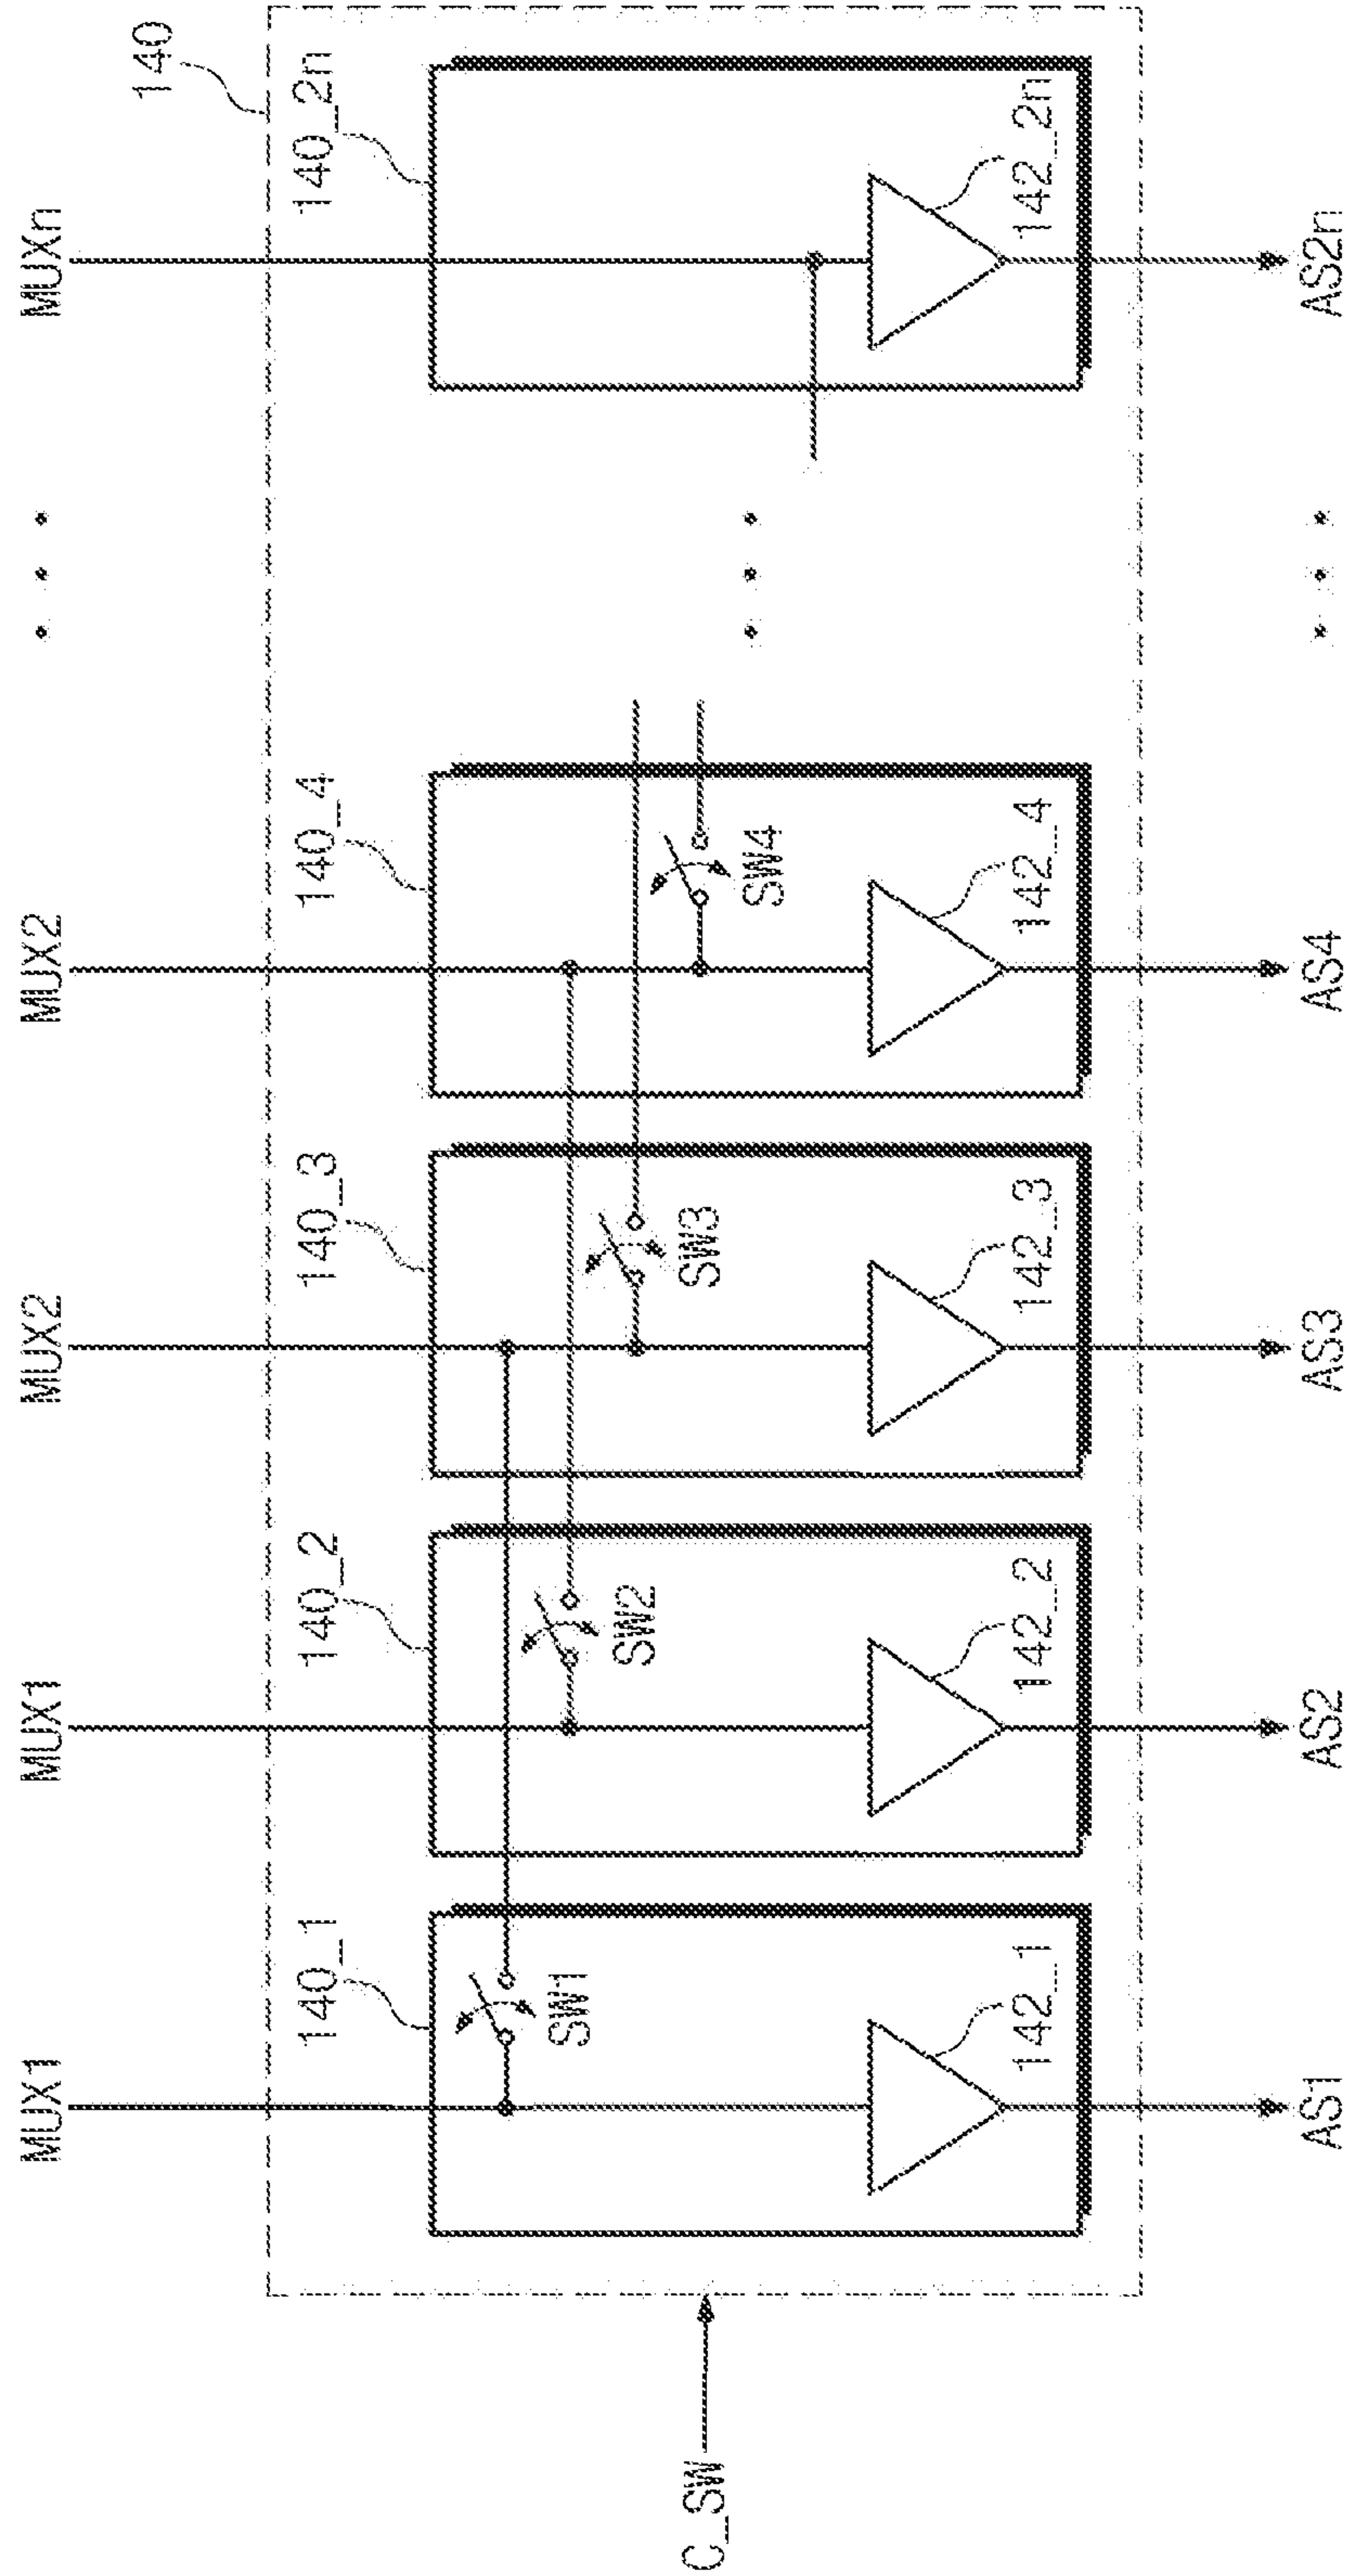 140
MUX1
MUX1
MUX2
MUX2
MUXn
140_1
140_2
140_3
140_4
140_2n
SW1
SW2
SW3
SW4
C_SW
142_1
142_2
142_3
142_4
142_2n
AS1
AS2
AS3
AS4
AS2n